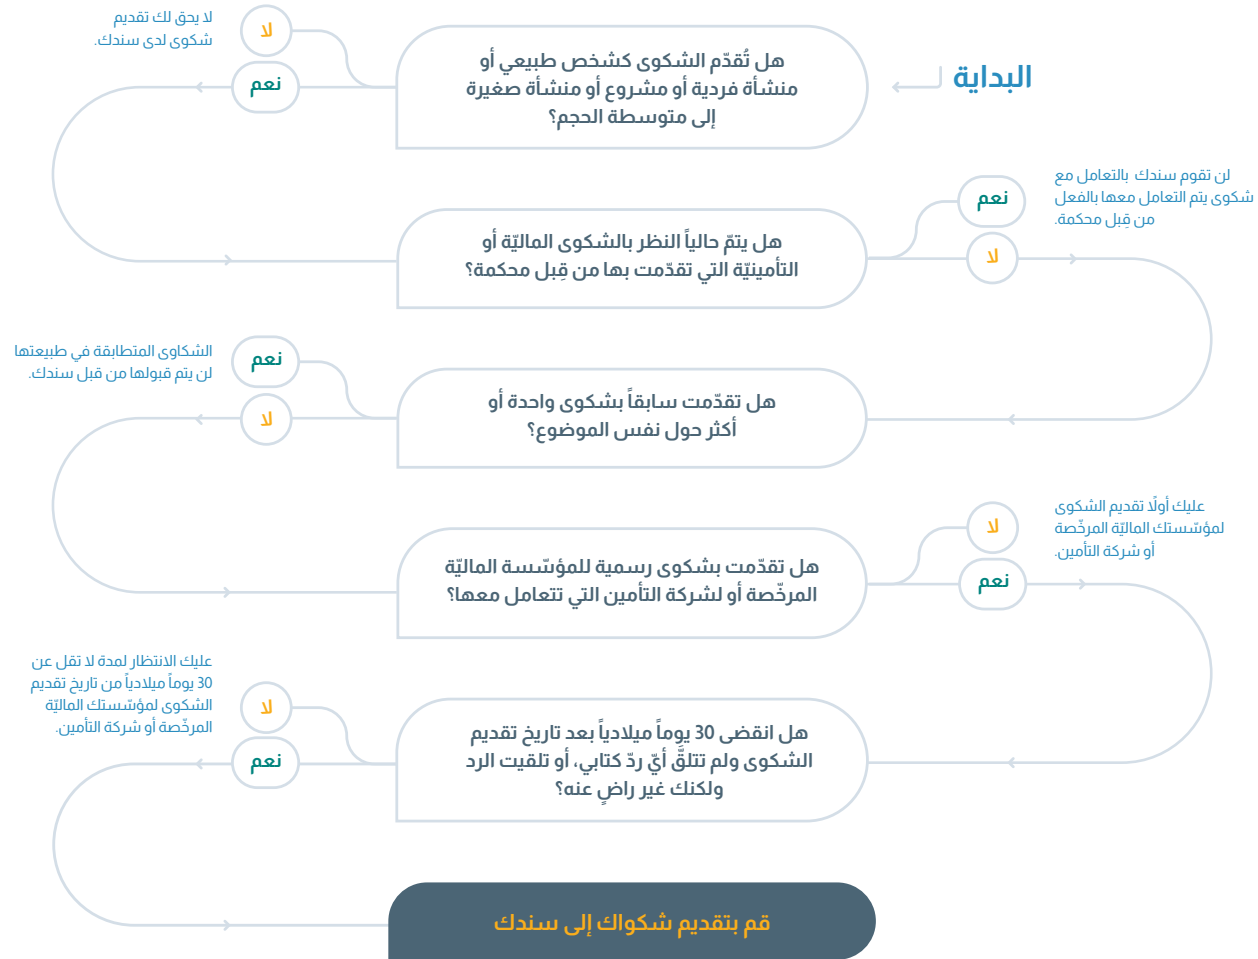 البداية
هل تُقدّم الشكوى كشخص طبيعي أو
منشأة فردية أو مشروع أو منشأة صغيرة
إلى متوسطة الحجم؟
لا
لا يحق لك تقديم
شكوى لدى سندك.
نعم
هل يتمّ حالياً النظر بالشكوى الماليّة أو
التأمينيّة التي تقدّمت بها من قِبل محكمة؟
نعم
لن تقوم سندك بالتعامل مع
شكوى يتم التعامل معها بالفعل
من قِبل محكمة.
لا
هل تقدّمت سابقاً بشكوى واحدة أو
أكثر حول نفس الموضوع؟
نعم
الشكاوى المتطابقة في طبيعتها
لن يتم قبولها من قبل سندك.
لا
هل تقدّمت بشكوى رسمية للمؤسّسة الماليّة
المرخّصة أو لشركة التأمين التي تتعامل معها؟
لا
عليك أولًا تقديم الشكوى
لمؤسّستك الماليّة المرخّصة
أو شركة التأمين.
نعم
هل انقضى 30 يوماً ميلادياً بعد تاريخ تقديم
الشكوى ولم تتلقَّ أيّ ردّ كتابي، أو تلقيت الرد
ولكنك غير راضٍ عنه؟
لا
عليك الانتظار لمدة لا تقل عن
30 يوماً ميلادياً من تاريخ تقديم
الشكوى لمؤسّستك الماليّة
المرخّصة أو شركة التأمين.
نعم
قم بتقديم شكواك إلى سندك